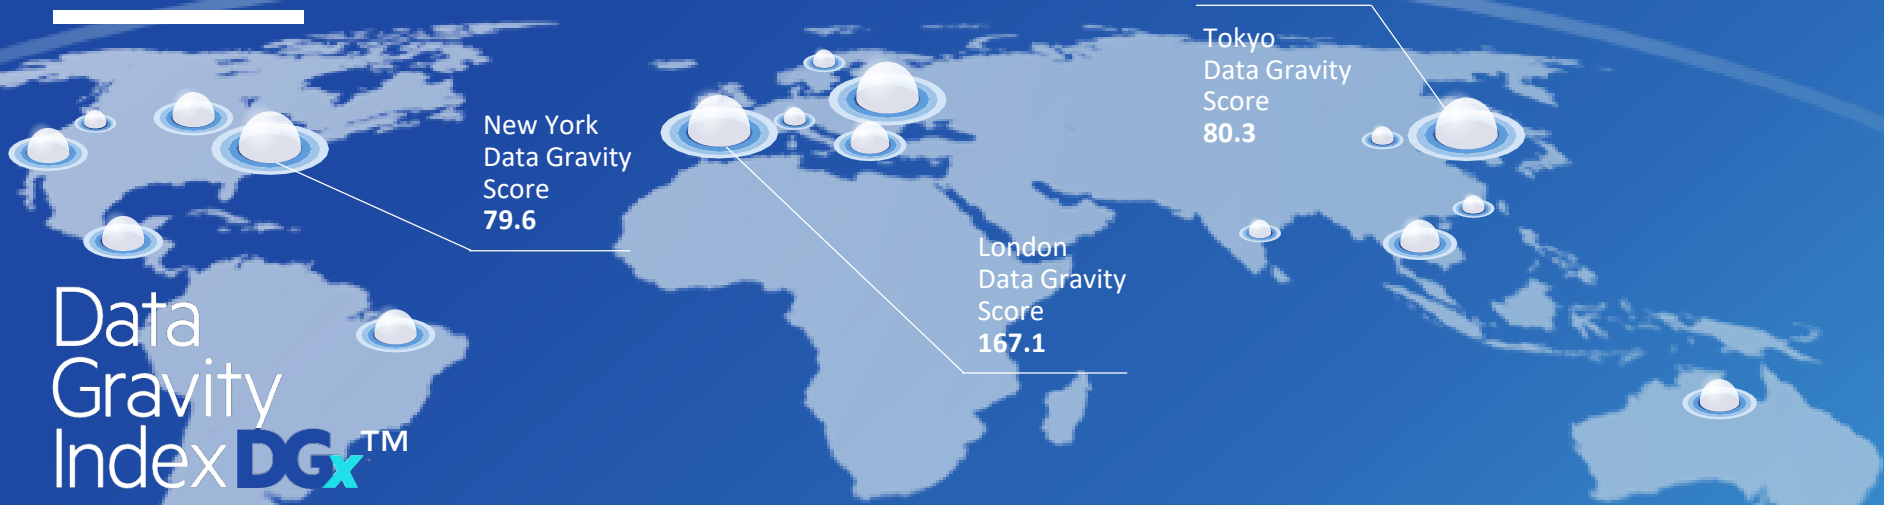 Tokyo
Data Gravity
Score
80.3
New York
Data Gravity
Score
79.6
London
Data Gravity
Score
167.1
Data
Gravity
Index DGx™